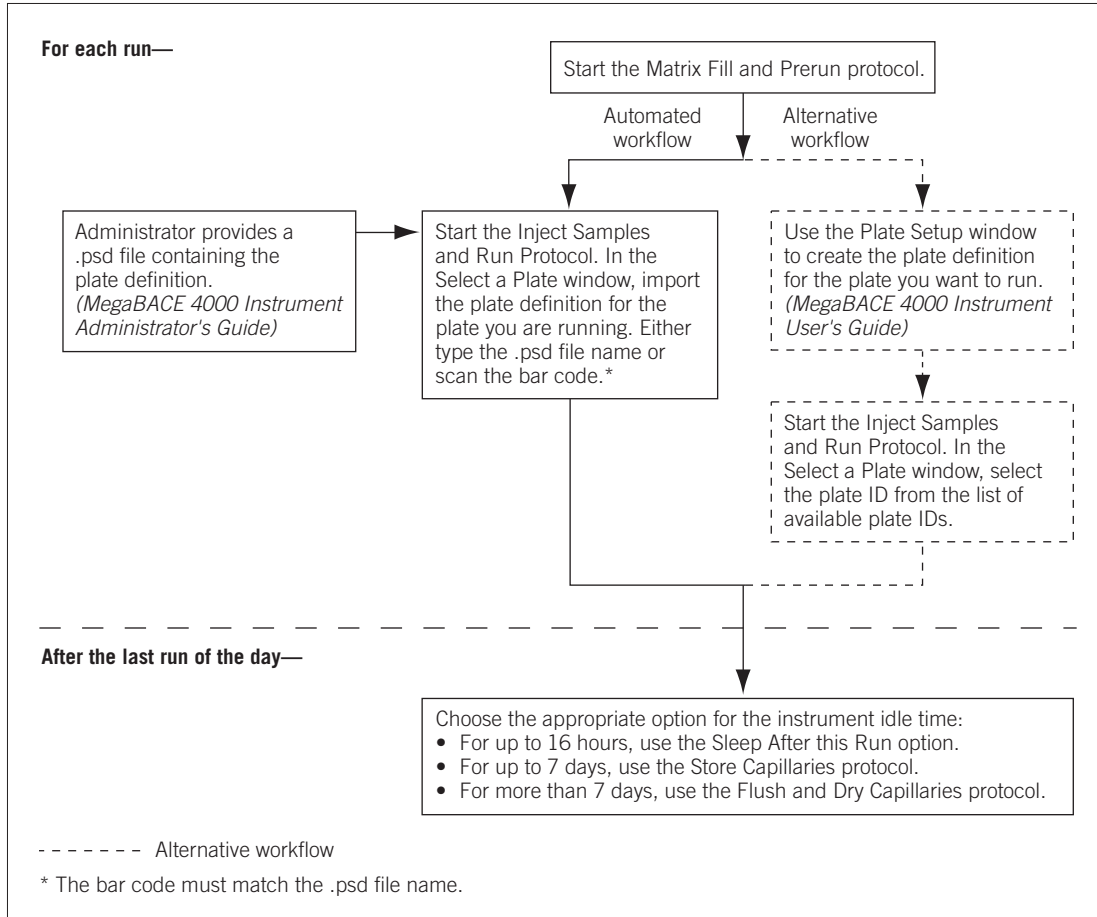 For each run—
Start the Matrix Fill and Prerun protocol.
Automated
workflow
Alternative
workflow
Administrator provides a
.psd file containing the
plate definition.
(MegaBACE 4000 Instrument
Administrator's Guide)
Start the Inject Samples
and Run Protocol. In the
Select a Plate window, import
the plate definition for the
plate you are running. Either
type the .psd file name or
scan the bar code.*
Use the Plate Setup window
to create the plate definition
for the plate you want to run.
(MegaBACE 4000 Instrument
User's Guide)
Start the Inject Samples
and Run Protocol. In the
Select a Plate window, select
the plate ID from the list of
available plate IDs.
After the last run of the day—
Choose the appropriate option for the instrument idle time:
• For up to 16 hours, use the Sleep After this Run option.
• For up to 7 days, use the Store Capillaries protocol.
• For more than 7 days, use the Flush and Dry Capillaries protocol.
Alternative workflow
* The bar code must match the .psd file name.